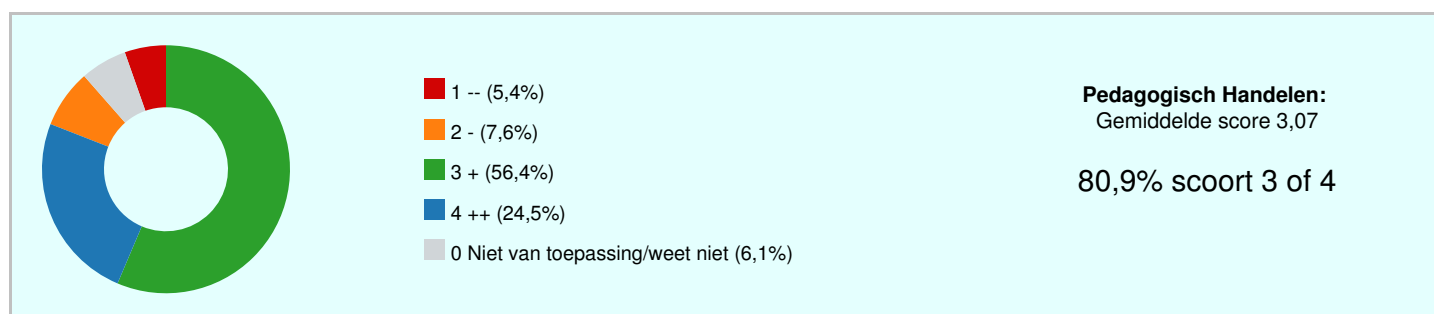 1 -- (5,4%)
2 - (7,6%)
3 + (56,4%)
4 ++ (24,5%)
0 Niet van toepassing/weet niet (6,1%)
Pedagogisch Handelen:
Gemiddelde score 3,07
80,9% scoort 3 of 4